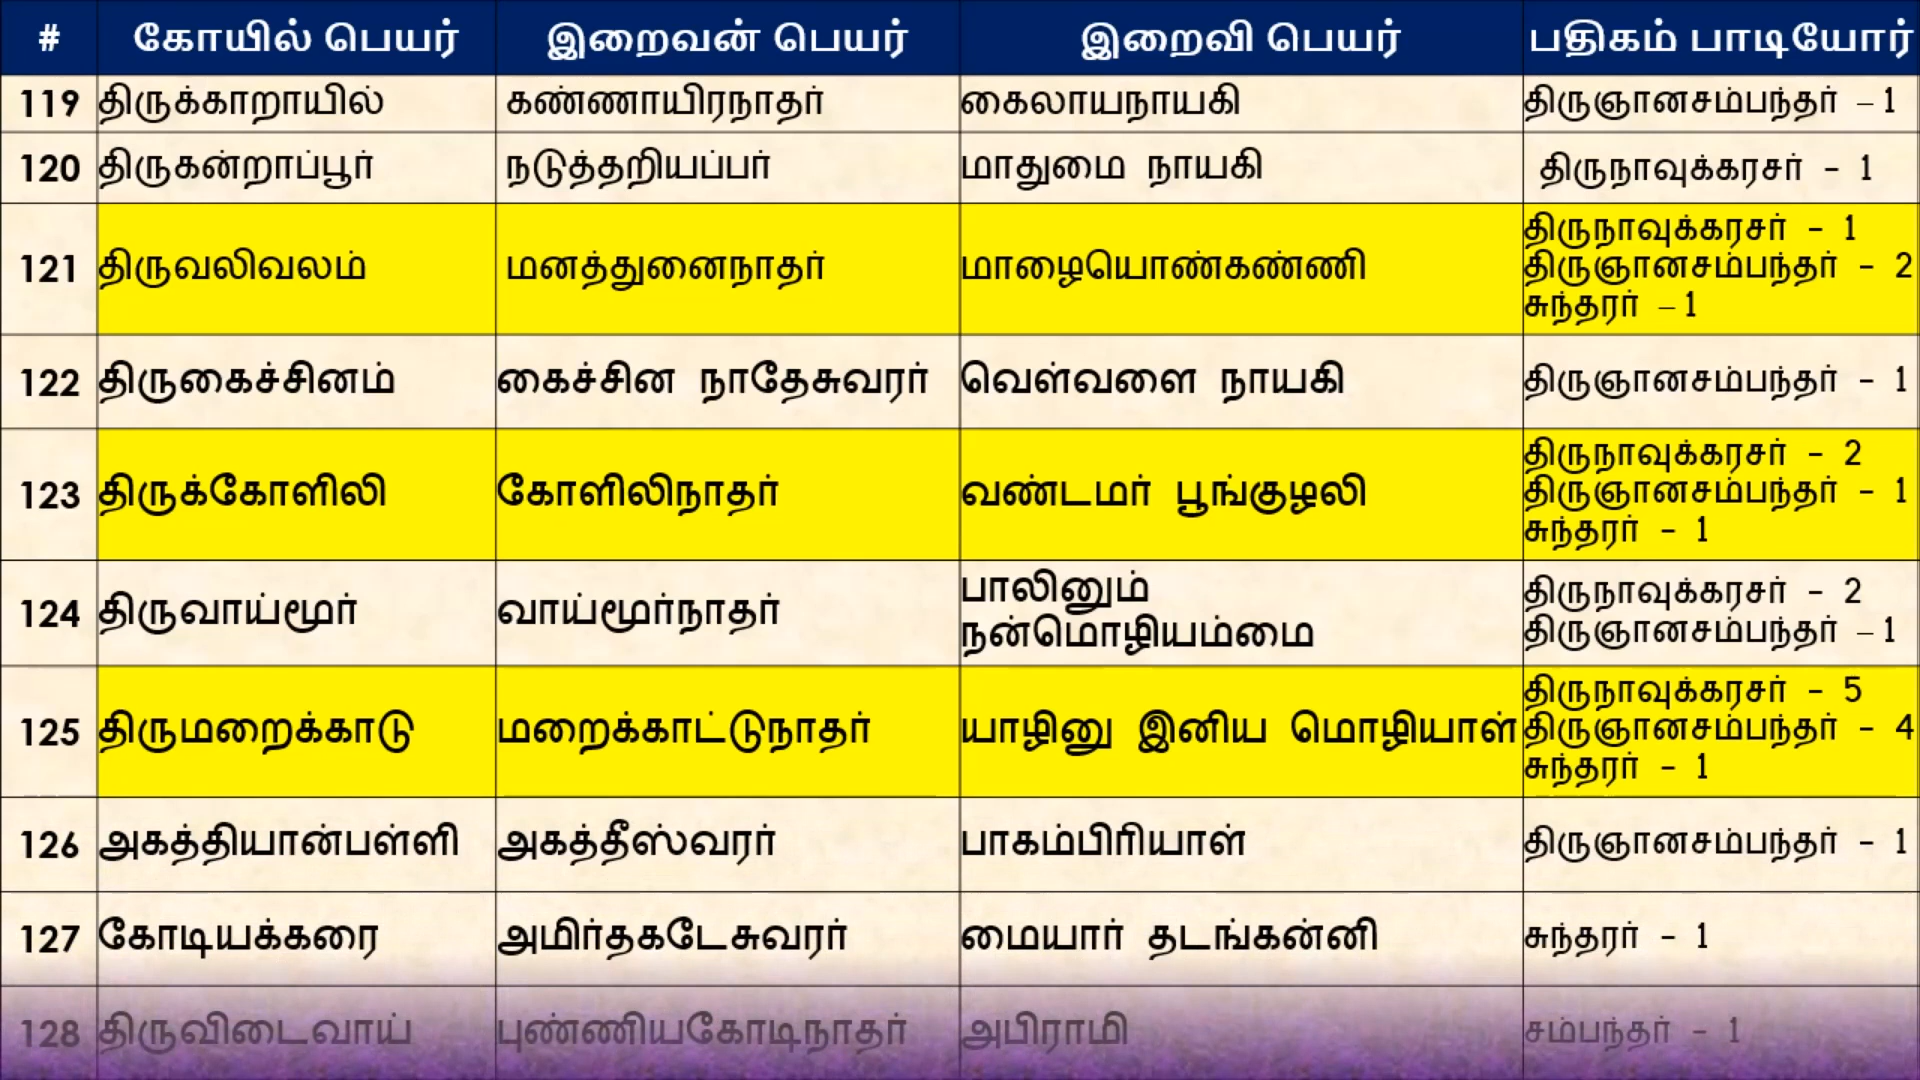 # கோயில் பெயர் இறைவன் பெயர் இறைவி பெயர் பதிகம் பாடியோர்
119 திருக்காறாயில் கண்ணாயிரநாதர் கைலாயநாயகி திருஞானசம்பந்தர் – 1
120 திருகன்றாப்பூர் நடுத்தறியப்பர் மாதுமை நாயகி திருநாவுக்கரசர் - 1
121 திருவலிவலம் மனத்துனைநாதர் மாழையொண்கண்ணி திருநாவுக்கரசர் - 1
திருஞானசம்பந்தர் - 2
சுந்தரர் – 1
122 திருகைச்சினம் கைச்சின நாதேசுவரர் வெள்வளை நாயகி திருஞானசம்பந்தர் - 1
123 திருக்கோளிலி கோளிலிநாதர் வண்டமர் பூங்குழலி திருநாவுக்கரசர் - 2
திருஞானசம்பந்தர் - 1
சுந்தரர் - 1
124 திருவாய்மூர் வாய்மூர்நாதர் பாலினும்
நன்மொழியம்மை திருநாவுக்கரசர் - 2
திருஞானசம்பந்தர் – 1
125 திருமறைக்காடு மறைக்காட்டுநாதர் யாழினு இனிய மொழியாள் திருநாவுக்கரசர் - 5
திருஞானசம்பந்தர் - 4
சுந்தரர் - 1
126 அகத்தியான்பள்ளி அகத்தீஸ்வரர் பாகம்பிரியாள் திருஞானசம்பந்தர் - 1
127 கோடியக்கரை அமிர்தகடேசுவரர் மையார் தடங்கன்னி சுந்தரர் - 1
128 திருவிடைவாய் புண்ணியகோடிநாதர் அபிராமி சம்பந்தர் - 1